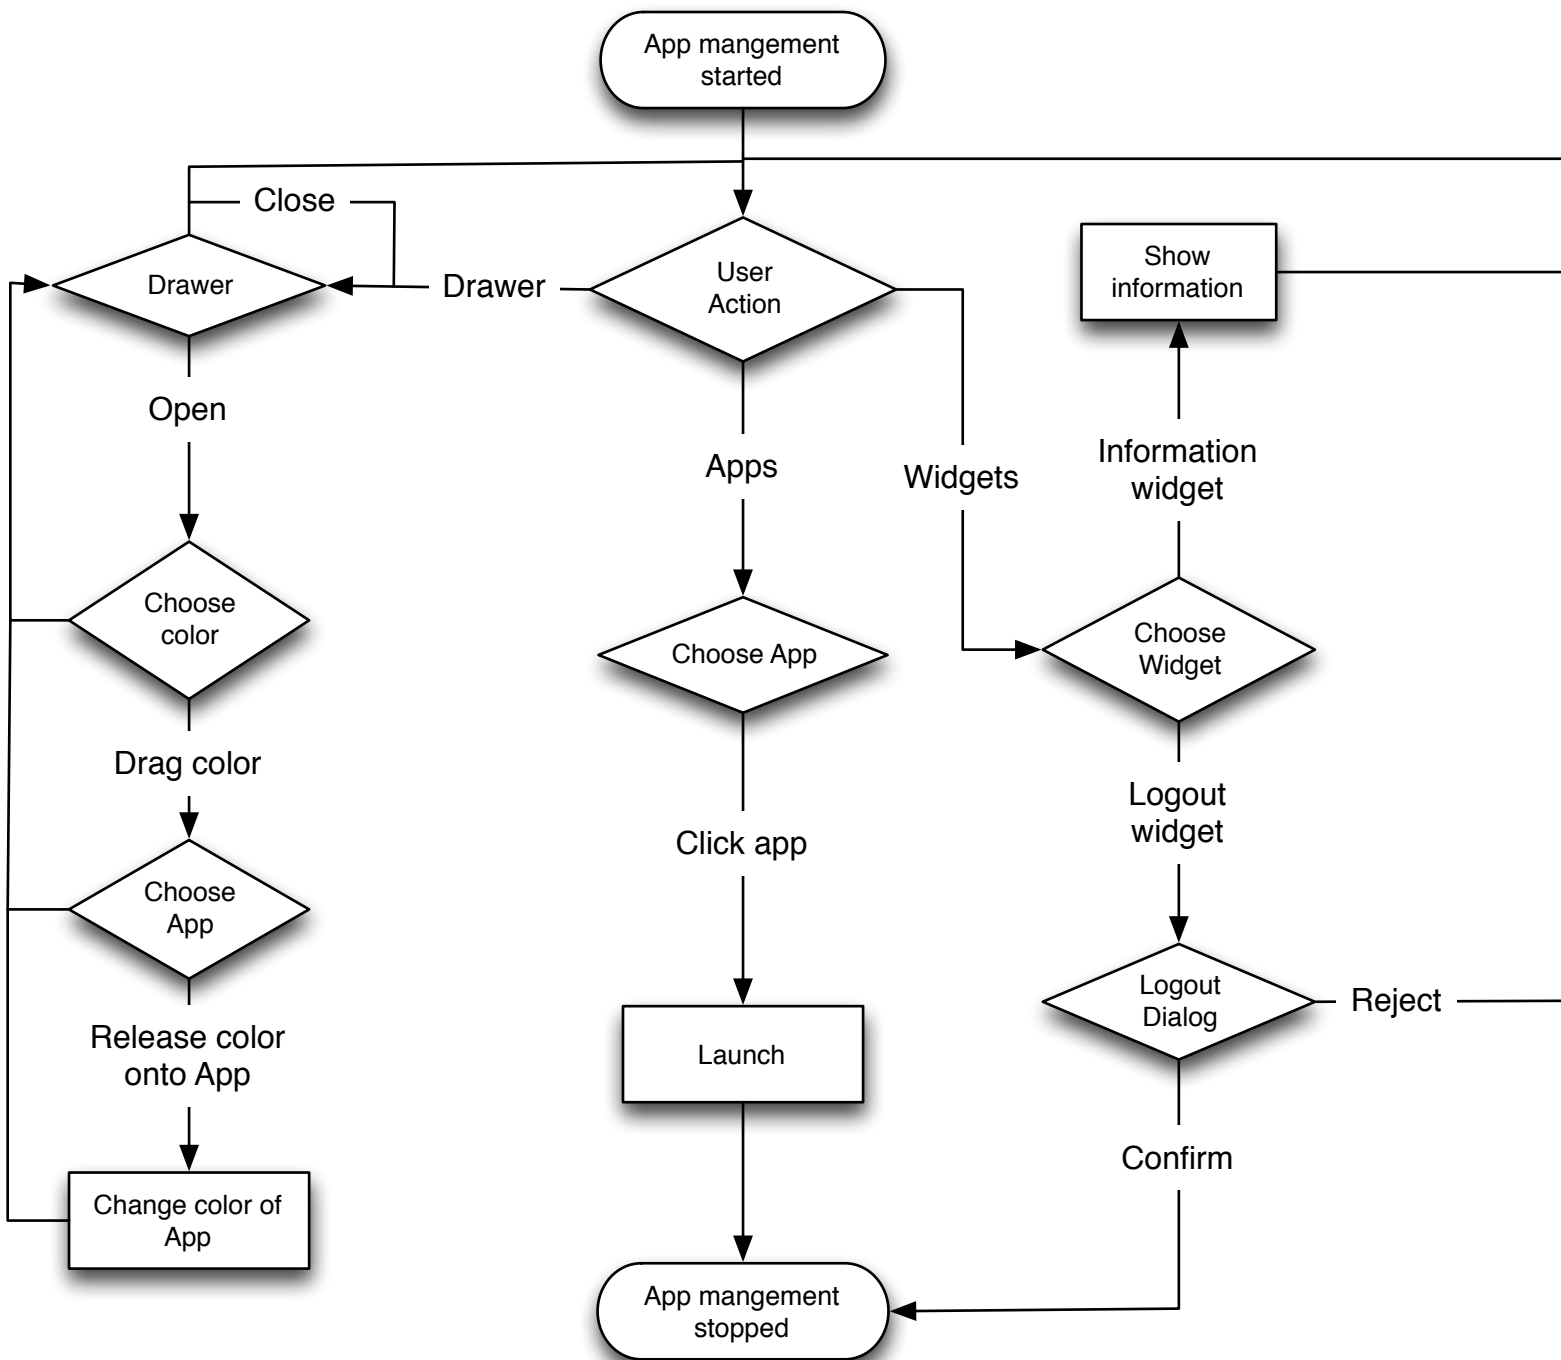 App mangement
started
Close
Drawer
Drawer
User
Action
Show
information
Open
Apps
Widgets
Information
widget
Choose
color
Choose App
Choose
Widget
Drag color
Click app
Logout
widget
Choose
App
Release color
onto App
Launch
Logout
Dialog
Reject
Confirm
Change color of
App
App mangement
stopped